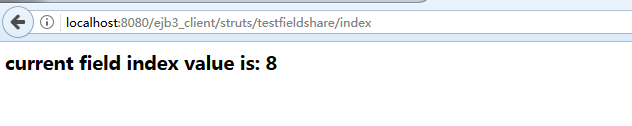 localhost:8080/ejb3_client/struts/testfieldshare/index
current field index value is: 8